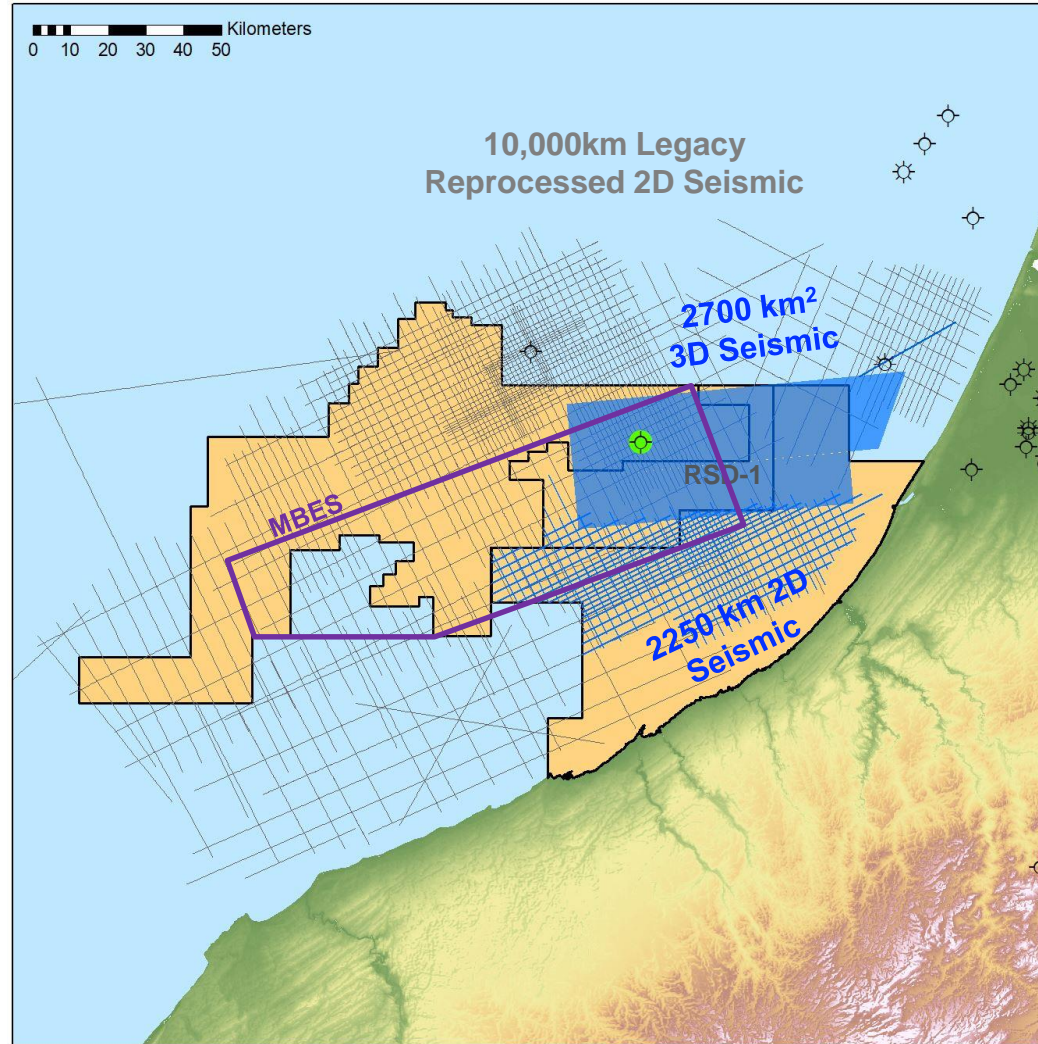 Kilometers
0 10 20 30 40 50
10,000km Legacy
Reprocessed 2D Seismic
2700 km²
3D Seismic
RSD-1
MBES
2250 km 2D
Seismic